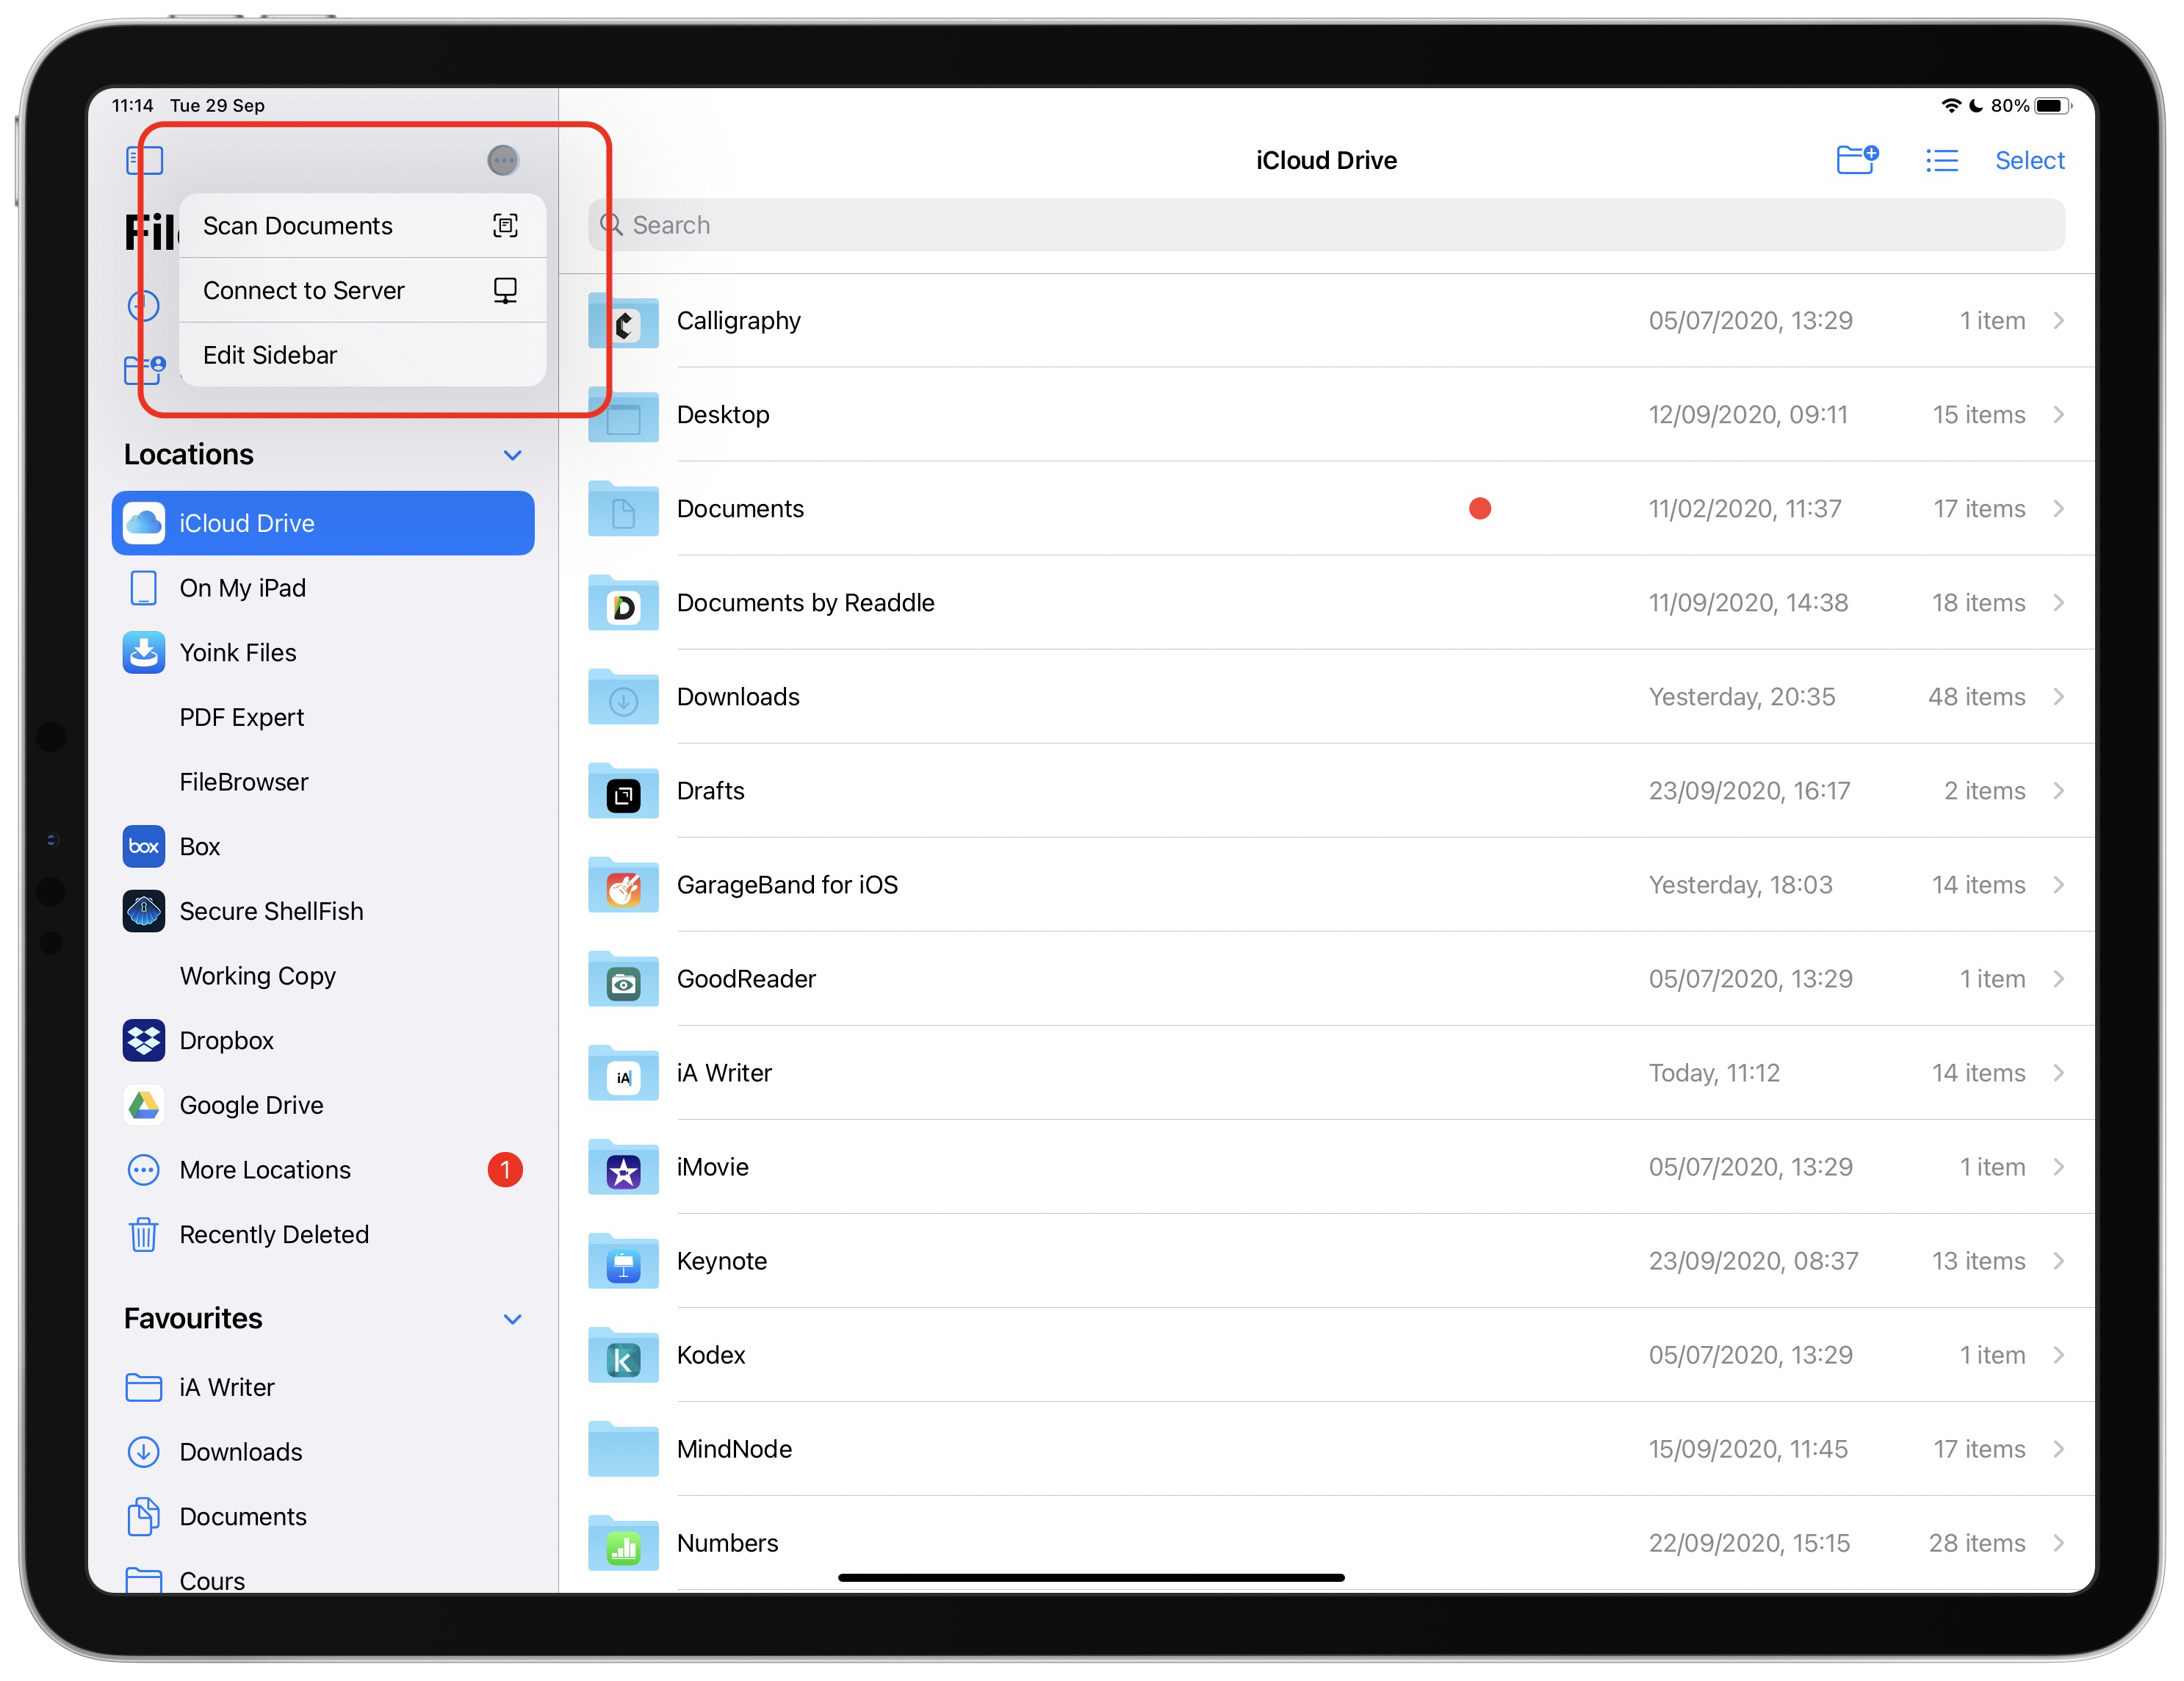 11:14 Tue 29 Sep
80%
iCloud Drive
Select
Scan Documents
Connect to Server
Edit Sidebar
Search
Locations
iCloud Drive
On My iPad
Yoink Files
PDF Expert
FileBrowser
box Box
Secure ShellFish
Working Copy
Dropbox
Google Drive
More Locations 1
Recently Deleted
Favourites
iA Writer
Downloads
Documents
Cours
Calligraphy 05/07/2020, 13:29 1 item
Desktop 12/09/2020, 09:11 15 items
Documents 11/02/2020, 11:37 17 items
Documents by Readdle 11/09/2020, 14:38 18 items
Downloads Yesterday, 20:35 48 items
Drafts 23/09/2020, 16:17 2 items
GarageBand for iOS Yesterday, 18:03 14 items
GoodReader 05/07/2020, 13:29 1 item
iA iA Writer Today, 11:12 14 items
iMovie 05/07/2020, 13:29 1 item
Keynote 23/09/2020, 08:37 13 items
k Kodex 05/07/2020, 13:29 1 item
MindNode 15/09/2020, 11:45 17 items
Numbers 22/09/2020, 15:15 28 items